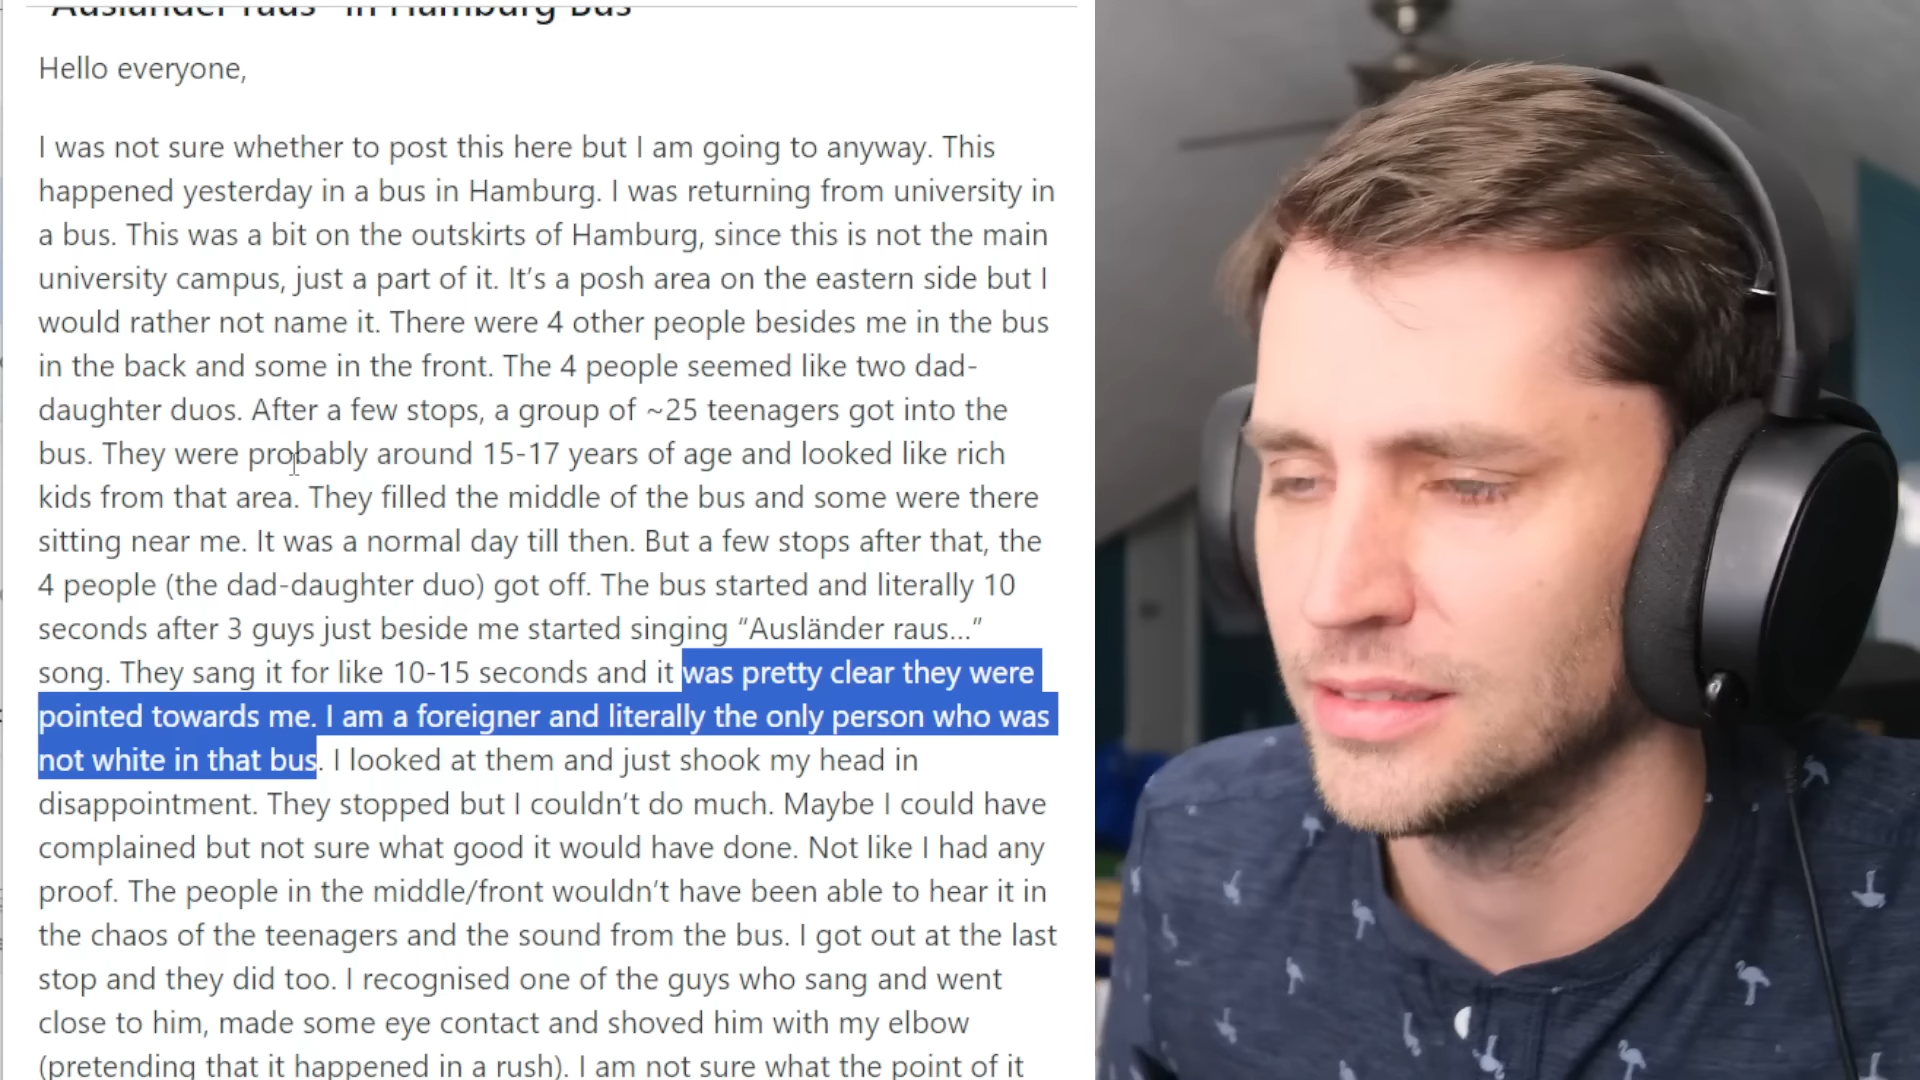 "Ausländer raus" in Hamburg Bus
Hello everyone,
I was not sure whether to post this here but I am going to anyway. This
happened yesterday in a bus in Hamburg. I was returning from university in
a bus. This was a bit on the outskirts of Hamburg, since this is not the main
university campus, just a part of it. It’s a posh area on the eastern side but I
would rather not name it. There were 4 other people besides me in the bus
in the back and some in the front. The 4 people seemed like two dad-
daughter duos. After a few stops, a group of ~25 teenagers got into the
bus. They were probably around 15-17 years of age and looked like rich
kids from that area. They filled the middle of the bus and some were there
sitting near me. It was a normal day till then. But a few stops after that, the
4 people (the dad-daughter duo) got off. The bus started and literally 10
seconds after 3 guys just beside me started singing “Ausländer raus...”
song. They sang it for like 10-15 seconds and it was pretty clear they were
pointed towards me. I am a foreigner and literally the only person who was
not white in that bus. I looked at them and just shook my head in
disappointment. They stopped but I couldn’t do much. Maybe I could have
complained but not sure what good it would have done. Not like I had any
proof. The people in the middle/front wouldn’t have been able to hear it in
the chaos of the teenagers and the sound from the bus. I got out at the last
stop and they did too. I recognised one of the guys who sang and went
close to him, made some eye contact and shoved him with my elbow
(pretending that it happened in a rush). I am not sure what the point of it